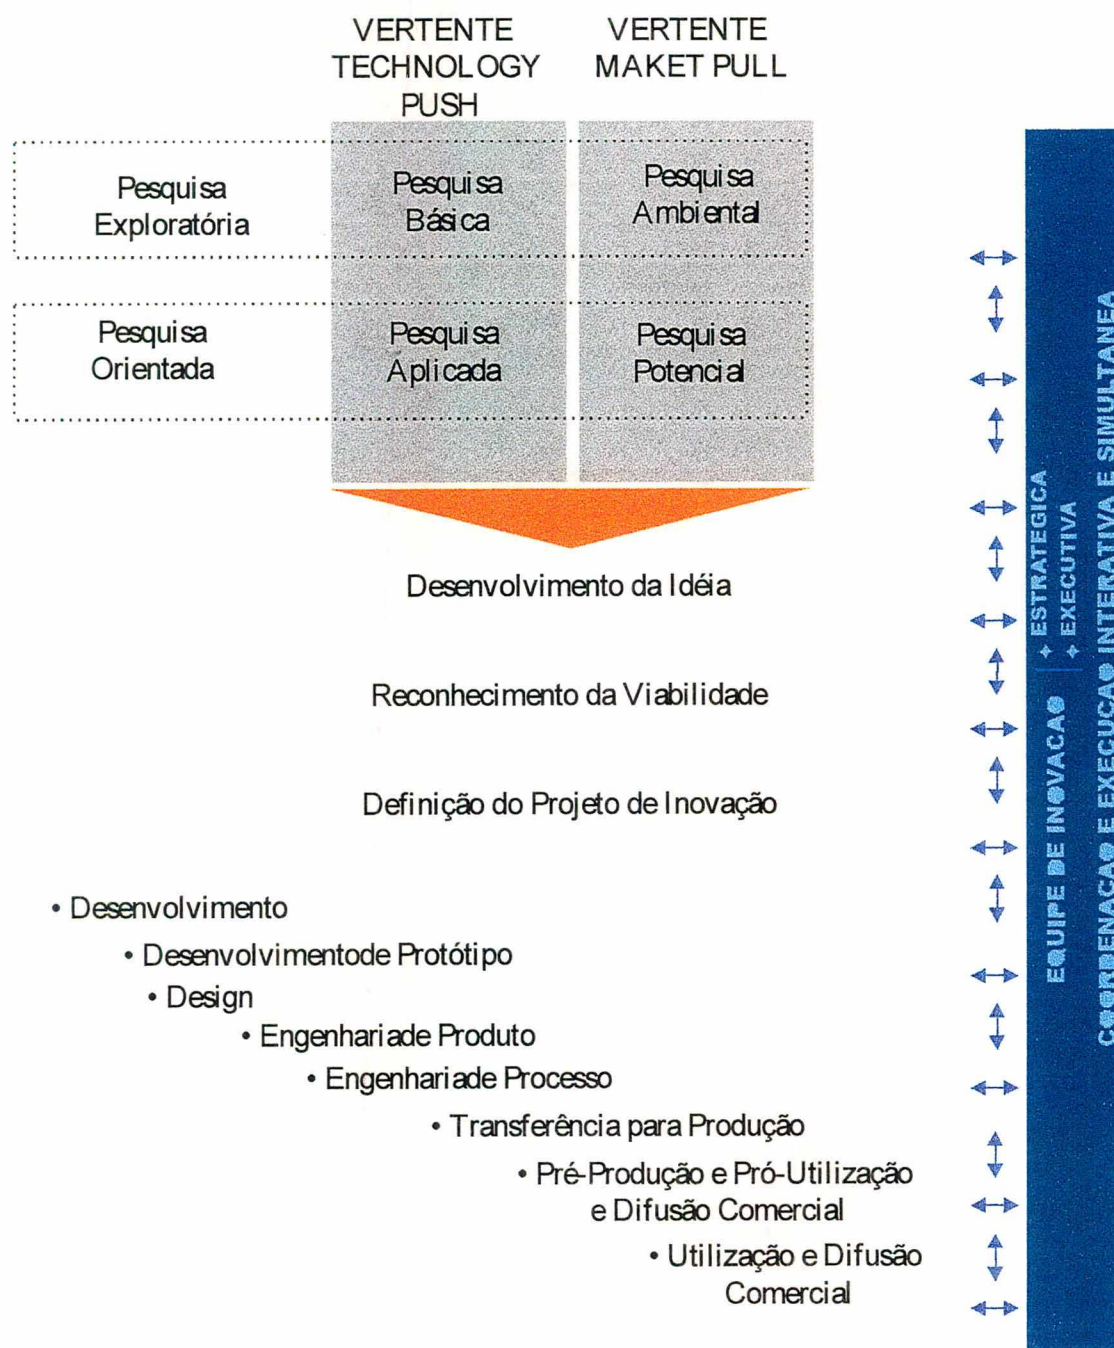 VERTENTE
TECHNOLOGY
PUSH
VERTENTE
MAKET PULL
Pesquisa
Exploratória
Pesquisa
Básica
Pesquisa
Ambiental
Pesquisa
Orientada
Pesquisa
Aplicada
Pesquisa
Potencial
Desenvolvimento da Idéia
Reconhecimento da Viabilidade
Definição do Projeto de Inovação
• Desenvolvimento
• Desenvolvimentode Protótipo
• Design
• Engenhariade Produto
• Engenhariade Processo
• Transferência para Produção
• Pré-Produção e Pró-Utilização
e Difusão Comercial
• Utilização e Difusão
Comercial
EQUIPE DE INOVACAO
ESTRATEGICA
EXECUTIVA
COORDENACAO E EXECUCAO INTERATIVA E SIMULTANEA